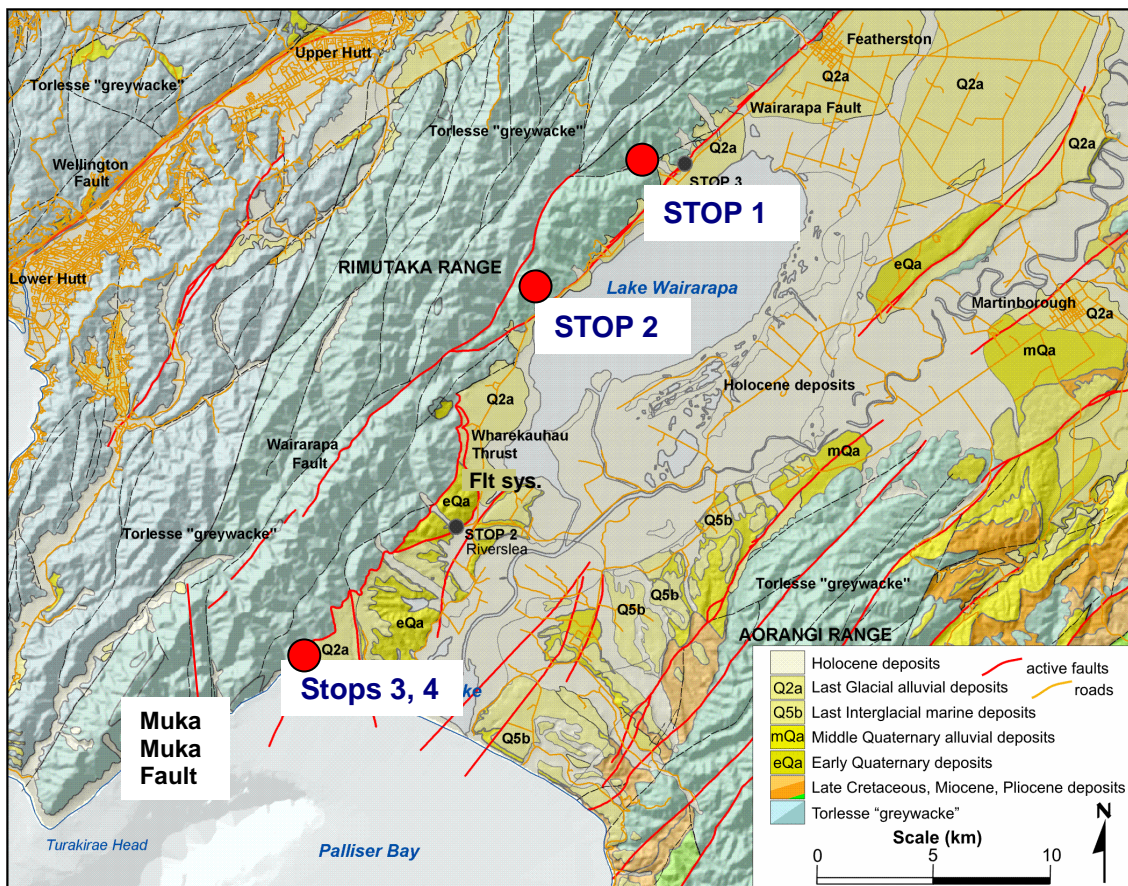 Upper Hutt
Featherston
Torlesse "greywacke"
Q2a
Q2a
Wairarapa Fault
Torlesse "greywacke"
Q2a
Q2a
Wellington
Fault
STOP 3
STOP 1
Lower Hutt
RIMUTAKA RANGE
eQa
Lake Wairarapa
STOP 2
Martinborough
Q2a
mQa
Holocene deposits
Q2a
Wharekauhau
Thrust
Wairarapa
Fault
mQa
Flt sys.
eQa
Q5b
STOP 2
Riverslea
Torlesse "greywacke"
Q5b
Torlesse "greywacke"
Q5b
eQa
AORANGI RANGE
Q2a
Stops 3, 4
ke
Muka
Muka
Fault
Q5b
Turakirae Head
Palliser Bay
Holocene deposits
active faults
Q2a Last Glacial alluvial deposits
roads
Q5b Last Interglacial marine deposits
mQa Middle Quaternary alluvial deposits
eQa Early Quaternary deposits
Late Cretaceous, Miocene, Pliocene deposits
Torlesse “greywacke”
N
Scale (km)
0 5 10